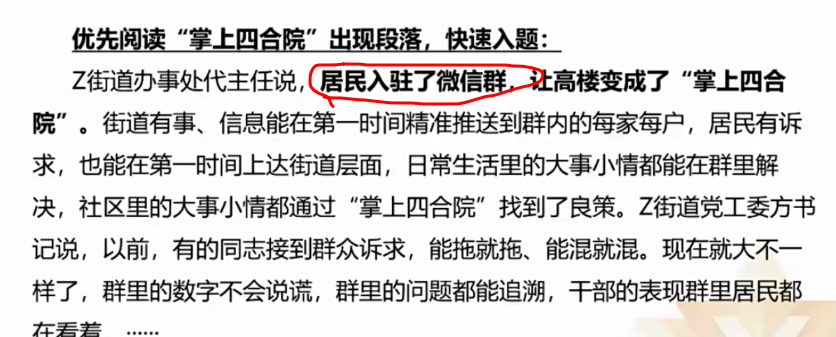 优先阅读“掌上四合院”出现段落，快速入题：
Z街道办事处代主任说，居民入驻了微信群，让高楼变成了“掌上四合
院”。街道有事、信息能在第一时间精准推送到群内的每家每户，居民有诉
求，也能在第一时间上达街道层面，日常生活里的大事小情都能在群里解
决，社区里的大事小情都通过“掌上四合院”找到了良策。Z街道党工委方书
记说，以前，有的同志接到群众诉求，能拖就拖、能混就混。现在就大不一
样了，群里的数字不会说谎，群里的问题都能追溯，干部的表现群里居民都
在看着。……